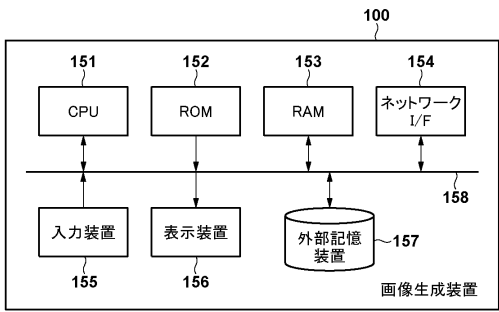 100
151
152
153
154
CPU
ROM
RAM
ネットワーク
I/F
158
入力装置
表示装置
外部記憶
装置
157
155
156
画像生成装置